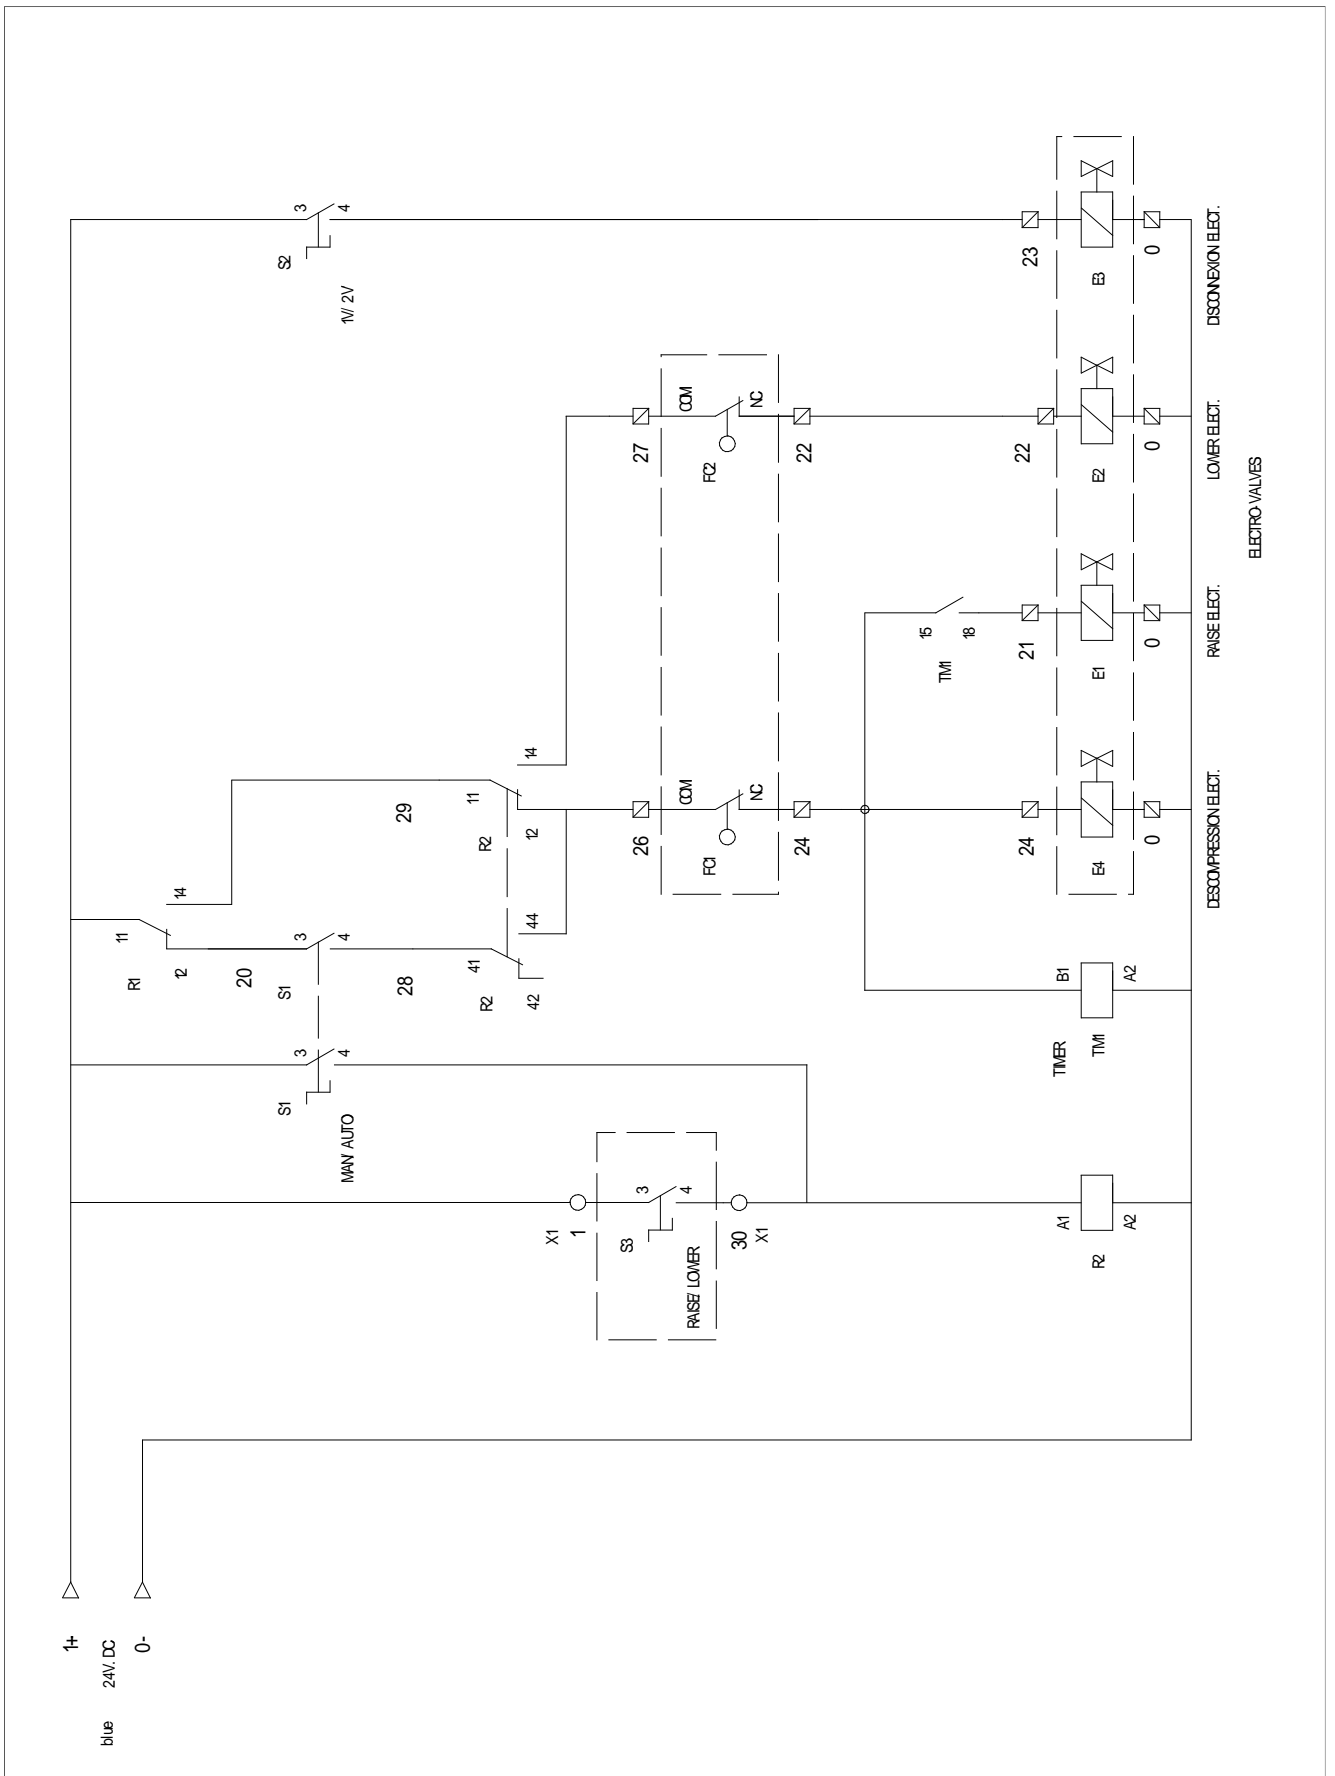 1+
blue 24V. DC
0-
X1
1
S3
3
4
RAISE/ LOWER
30
X1
A1
R2
A2
S1
3
4
MAN/ AUTO
TIMER
TM1
B1
A2
R1
11
12
14
20
S1
3
4
28
R2
41
42
44
29
R2
11
12
14
26
COM
FC1
NC
24
24
E4
0
DESCOMPRESSION ELECT.
TM1
15
18
21
E1
0
RAISE ELECT.
27
COM
FC2
NC
22
22
E2
0
LOWER ELECT.
S2
3
4
1V/ 2V
23
E3
0
DISCONNEXION ELECT.
ELECTRO-VALVES